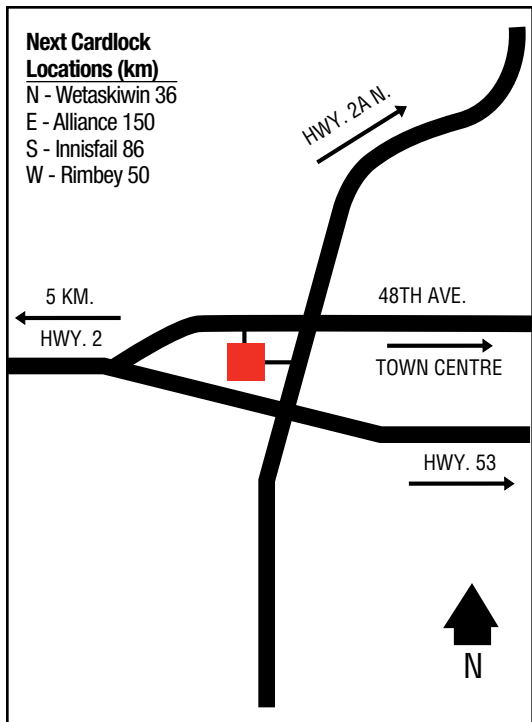 Next Cardlock
Locations (km)
N - Wetaskiwin 36
E - Alliance 150
S - Innisfail 86
W - Rimbey 50
HWY. 2A N.
5 KM.
HWY. 2
48TH AVE.
TOWN CENTRE
HWY. 53
N